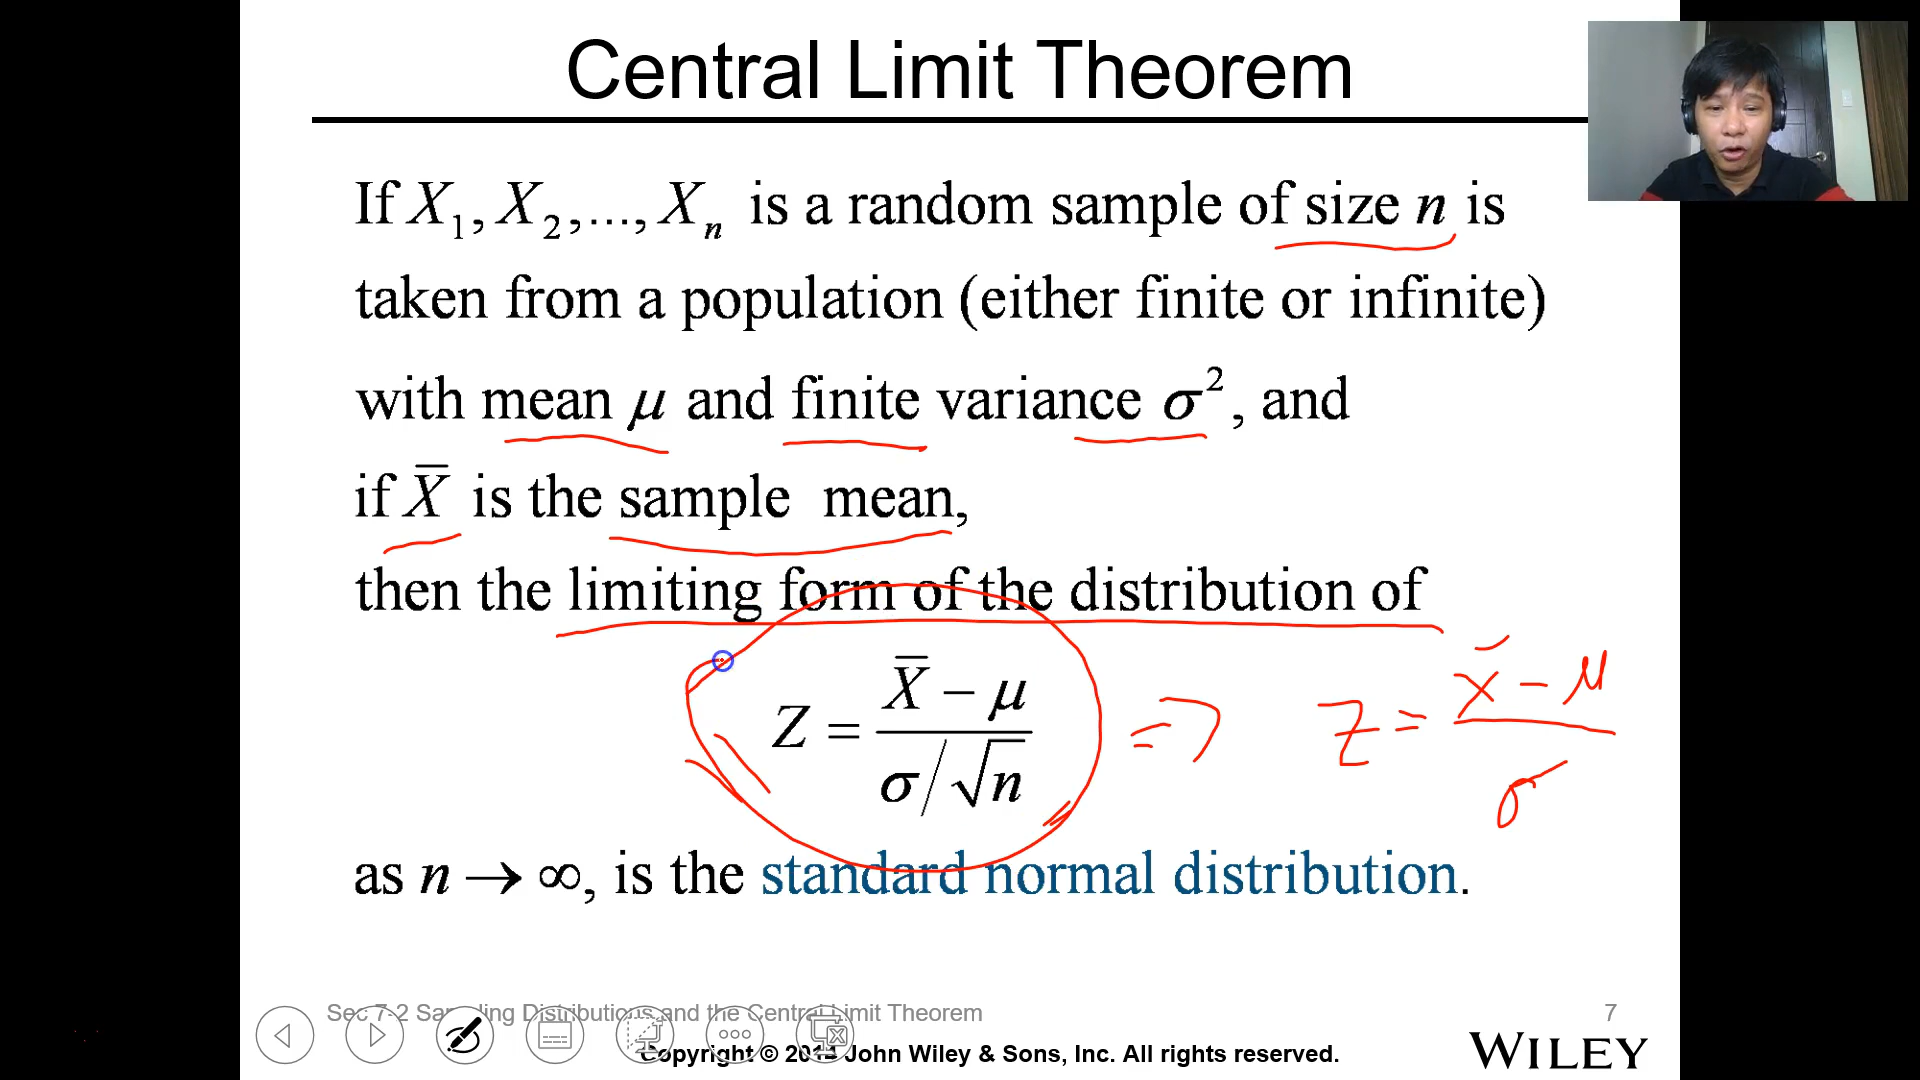 Central Limit Theorem
If X₁, X₂,..., Xₙ is a random sample of size n is
taken from a population (either finite or infinite)
with mean μ and finite variance σ², and
if X̄ is the sample mean,
then the limiting form of the distribution of
Z = (X̄ − μ) / (σ/√n)
=> Z = (x̄ − μ) / σ
as n → ∞, is the standard normal distribution.
Sec 7-2 Sampling Distributions and the Central Limit Theorem
7
Copyright © 2014 John Wiley & Sons, Inc. All rights reserved.
WILEY